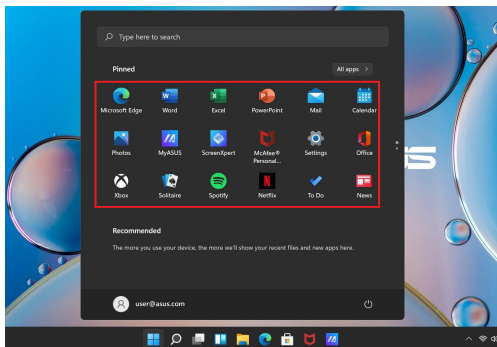 Type here to search
Pinned
All apps >
Microsoft Edge
Word
Excel
PowerPoint
Mail
Calendar
Photos
MyASUS
ScreenXpert
McAfee®
Personal...
Settings
Office
Xbox
Solitaire
Spotify
Netflix
To Do
News
Recommended
The more you use your device, the more we'll show your recent files and new apps here.
user@asus.com